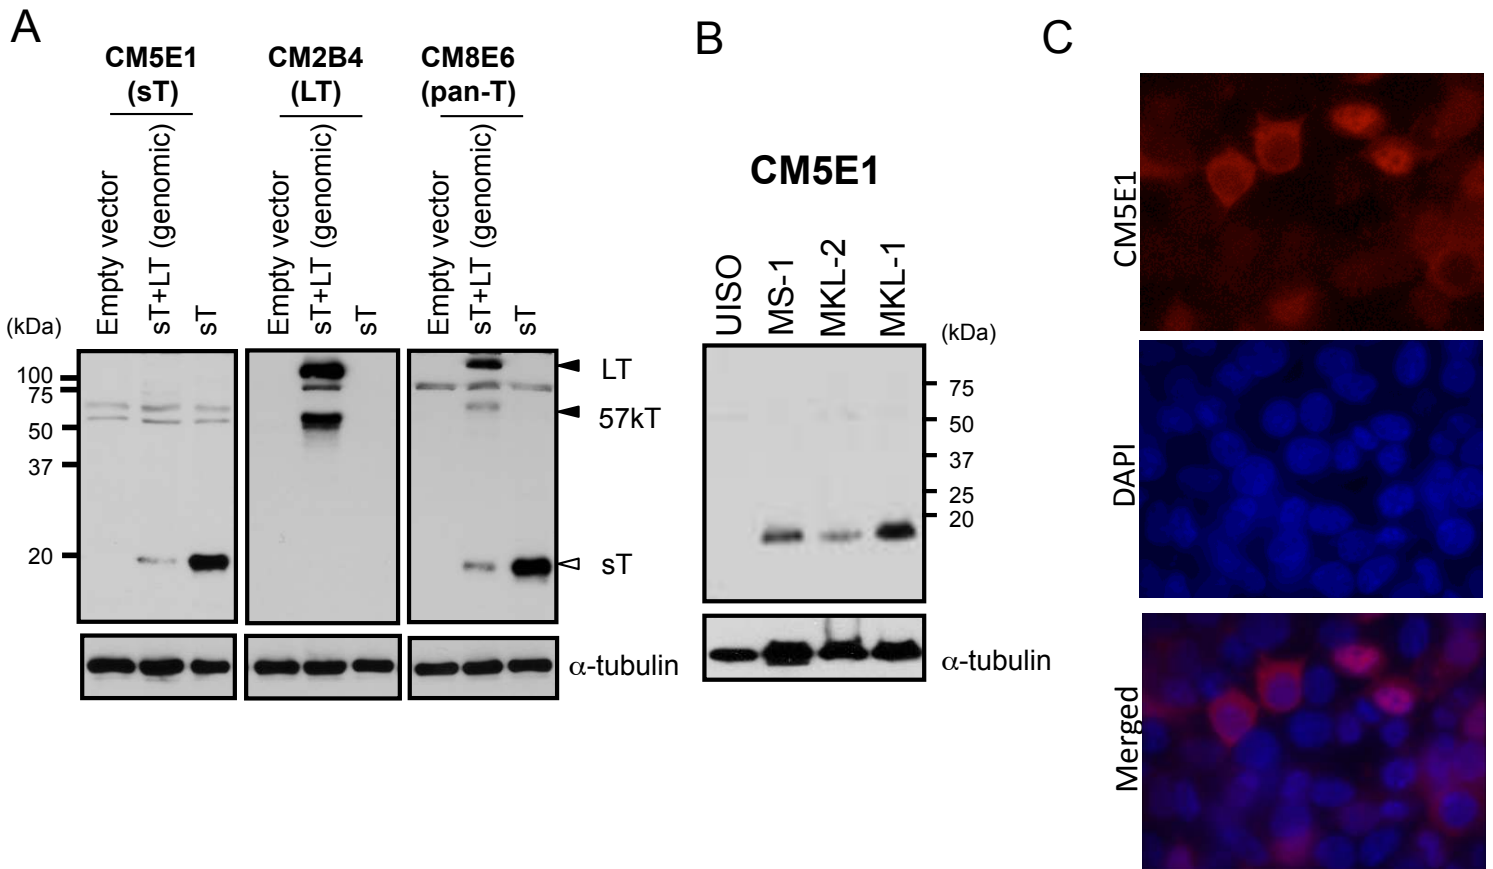 A
CM5E1
(sT)
CM2B4
(LT)
CM8E6
(pan-T)
Empty vector
sT+LT (genomic)
sT
Empty vector
sT+LT (genomic)
sT
Empty vector
sT+LT (genomic)
sT
(kDa)
100
75
50
37
20
LT
57kT
sT
α-tubulin
B
CM5E1
UISO
MS-1
MKL-2
MKL-1
(kDa)
75
50
37
25
20
α-tubulin
C
CM5E1
DAPI
Merged